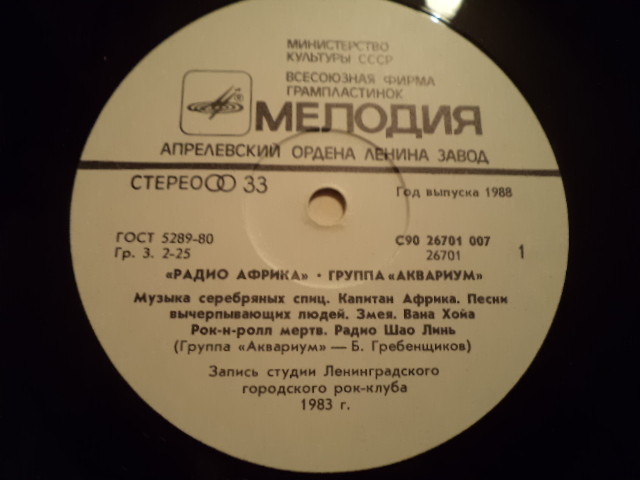 МИНИСТЕРСТВО
КУЛЬТУРЫ СССР
ВСЕСОЮЗНАЯ ФИРМА
ГРАМПЛАСТИНОК
МЕЛОДИЯ
АПРЕЛЕВСКИЙ ОРДЕНА ЛЕНИНА ЗАВОД
СТЕРЕО 33
Год выпуска 1988
ГОСТ 5289-80
С90 26701 007
Гр. 3. 2-25
26701
1
«РАДИО АФРИКА» · ГРУППА «АКВАРИУМ»
Музыка серебряных спиц. Капитан Африка. Песни
вычерпывающих людей. Змея. Вана Хойа
Рок-н-ролл мертв. Радио Шао Линь
(Группа «Аквариум» — Б. Гребенщиков)
Запись студии Ленинградского
городского рок-клуба
1983 г.